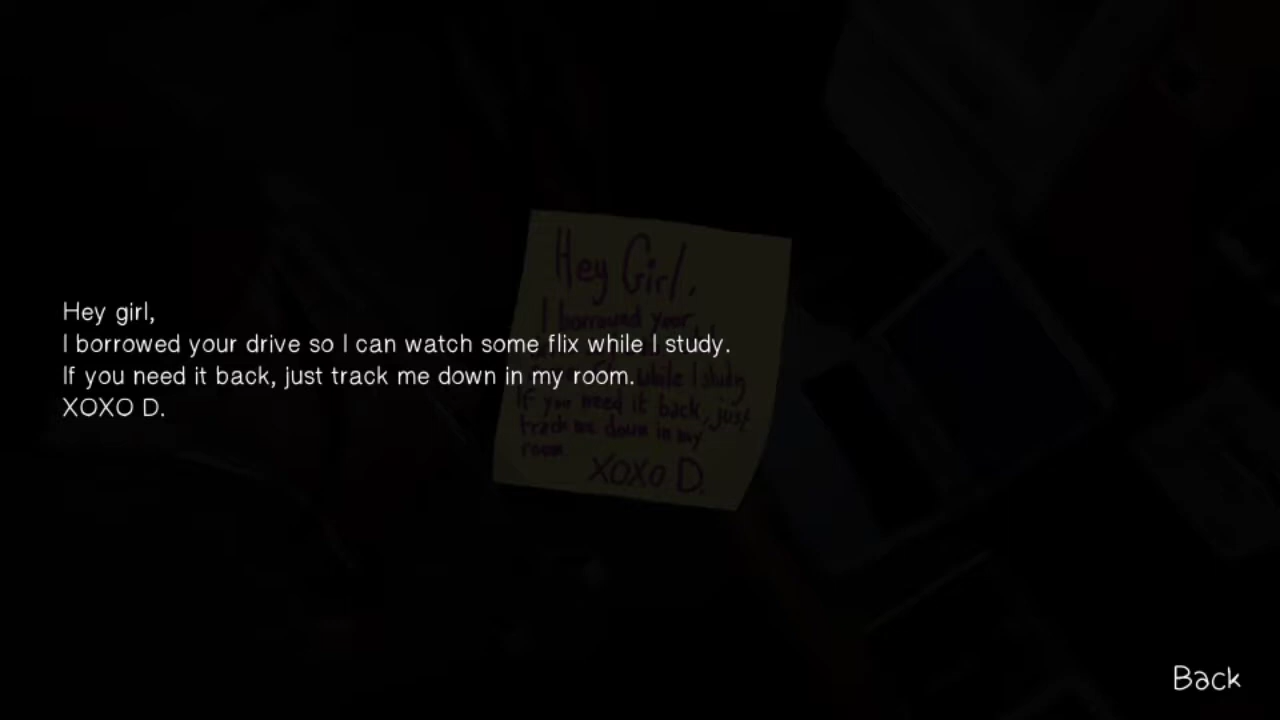 Hey girl,
I borrowed your drive so I can watch some flix while I study.
If you need it back, just track me down in my room.
XOXO D.
Hey Girl,
I borrowed your
while I study
If you need it back, just
track me down in my
room.
XOXO D.
Back